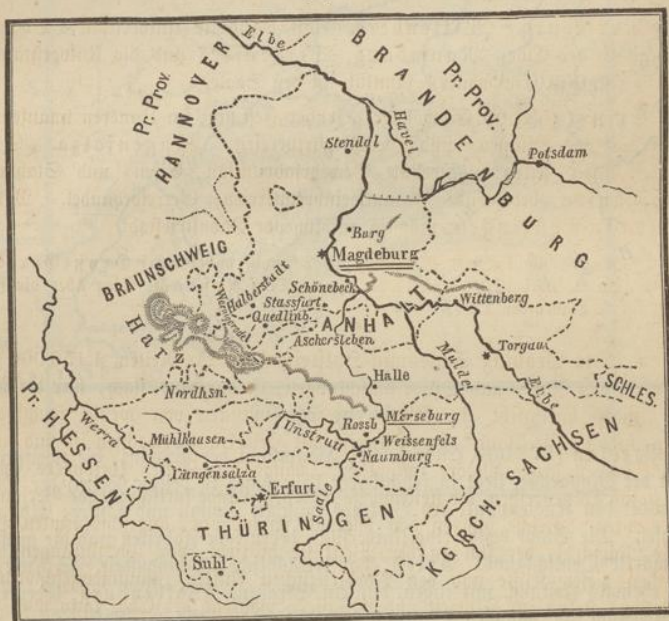 Elbe
BRANDENBURG
Pr. Prov.
HANNOVER
Pr. Prov.
Havel
Stendal
Potsdam
Burg
Magdeburg
BRAUNSCHWEIG
Halberstadt
Wernigerode
Schönebeck
Stassfurt
Quedlinb.
ANHALT
Wittenberg
Aschersleben
Harz
Torgau
Mulde
Elbe
Halle
SCHLES.
Nordhsn.
Pr. HESSEN
Werra
Merseburg
Rossb
Unstrutt
Mühlhausen
Weissenfels
Naumburg
Langensalza
Erfurt
Saale
THÜRINGEN
KGRCH. SACHSEN
Suhl